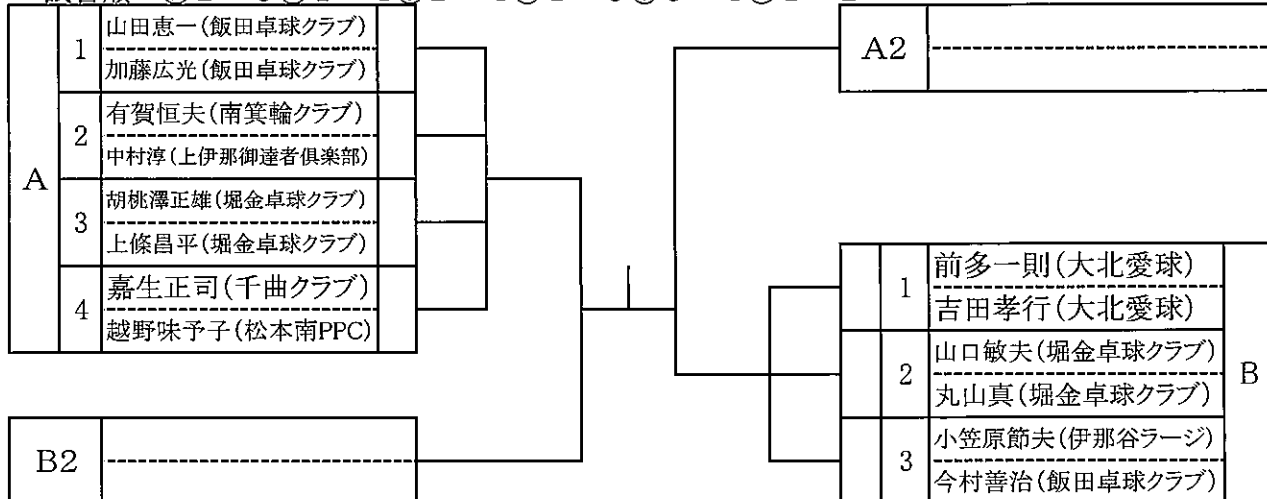 A
1
山田恵一(飯田卓球クラブ)
加藤広光(飯田卓球クラブ)
2
有賀恒夫(南箕輪クラブ)
中村淳(上伊那御達者倶楽部)
3
胡桃澤正雄(堀金卓球クラブ)
上條昌平(堀金卓球クラブ)
4
嘉生正司(千曲クラブ)
越野味予子(松本南PPC)
B2
A2
1
前多一則(大北愛球)
吉田孝行(大北愛球)
2
山口敏夫(堀金卓球クラブ)
丸山真(堀金卓球クラブ)
3
小笠原節夫(伊那谷ラージ)
今村善治(飯田卓球クラブ)
B